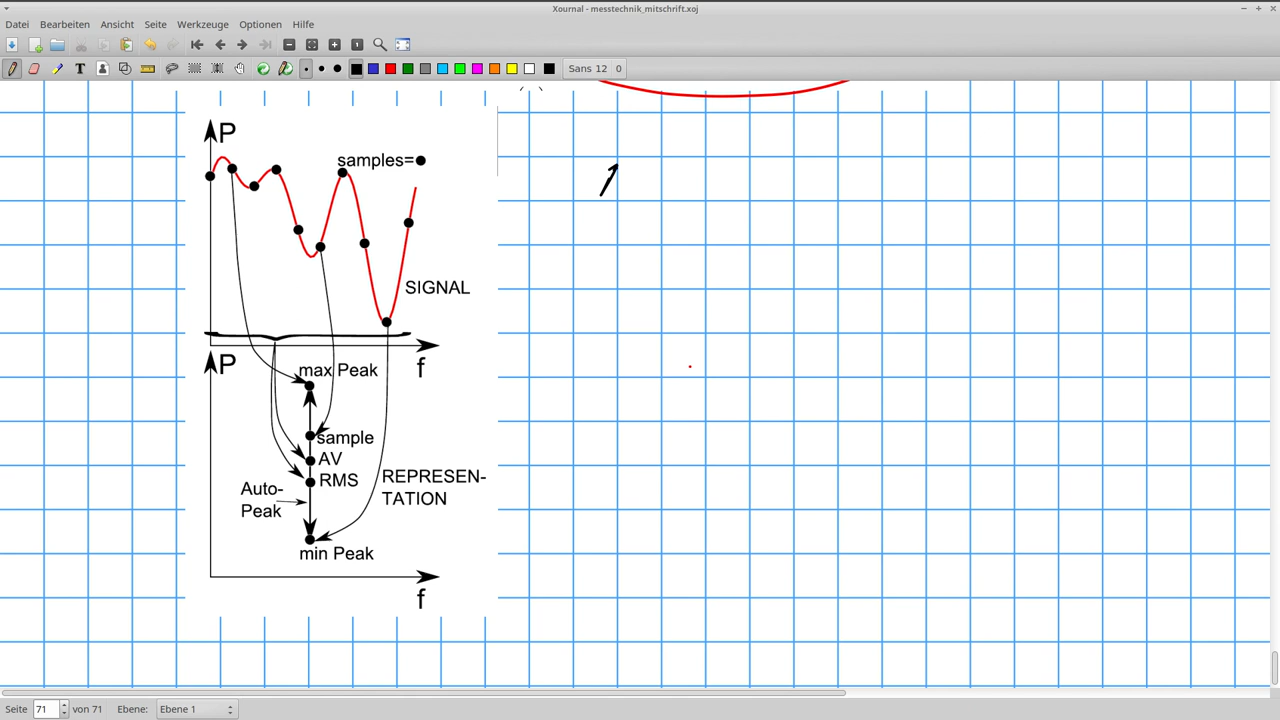 Xournal - messtechnik_mitschrift.xoj
Datei Bearbeiten Ansicht Seite Werkzeuge Optionen Hilfe
Sans 12 0
P
samples=
SIGNAL
f
P
max Peak
sample
AV
RMS
REPRESEN-
TATION
Auto-
Peak
min Peak
f
Seite 71 von 71 Ebene: Ebene 1